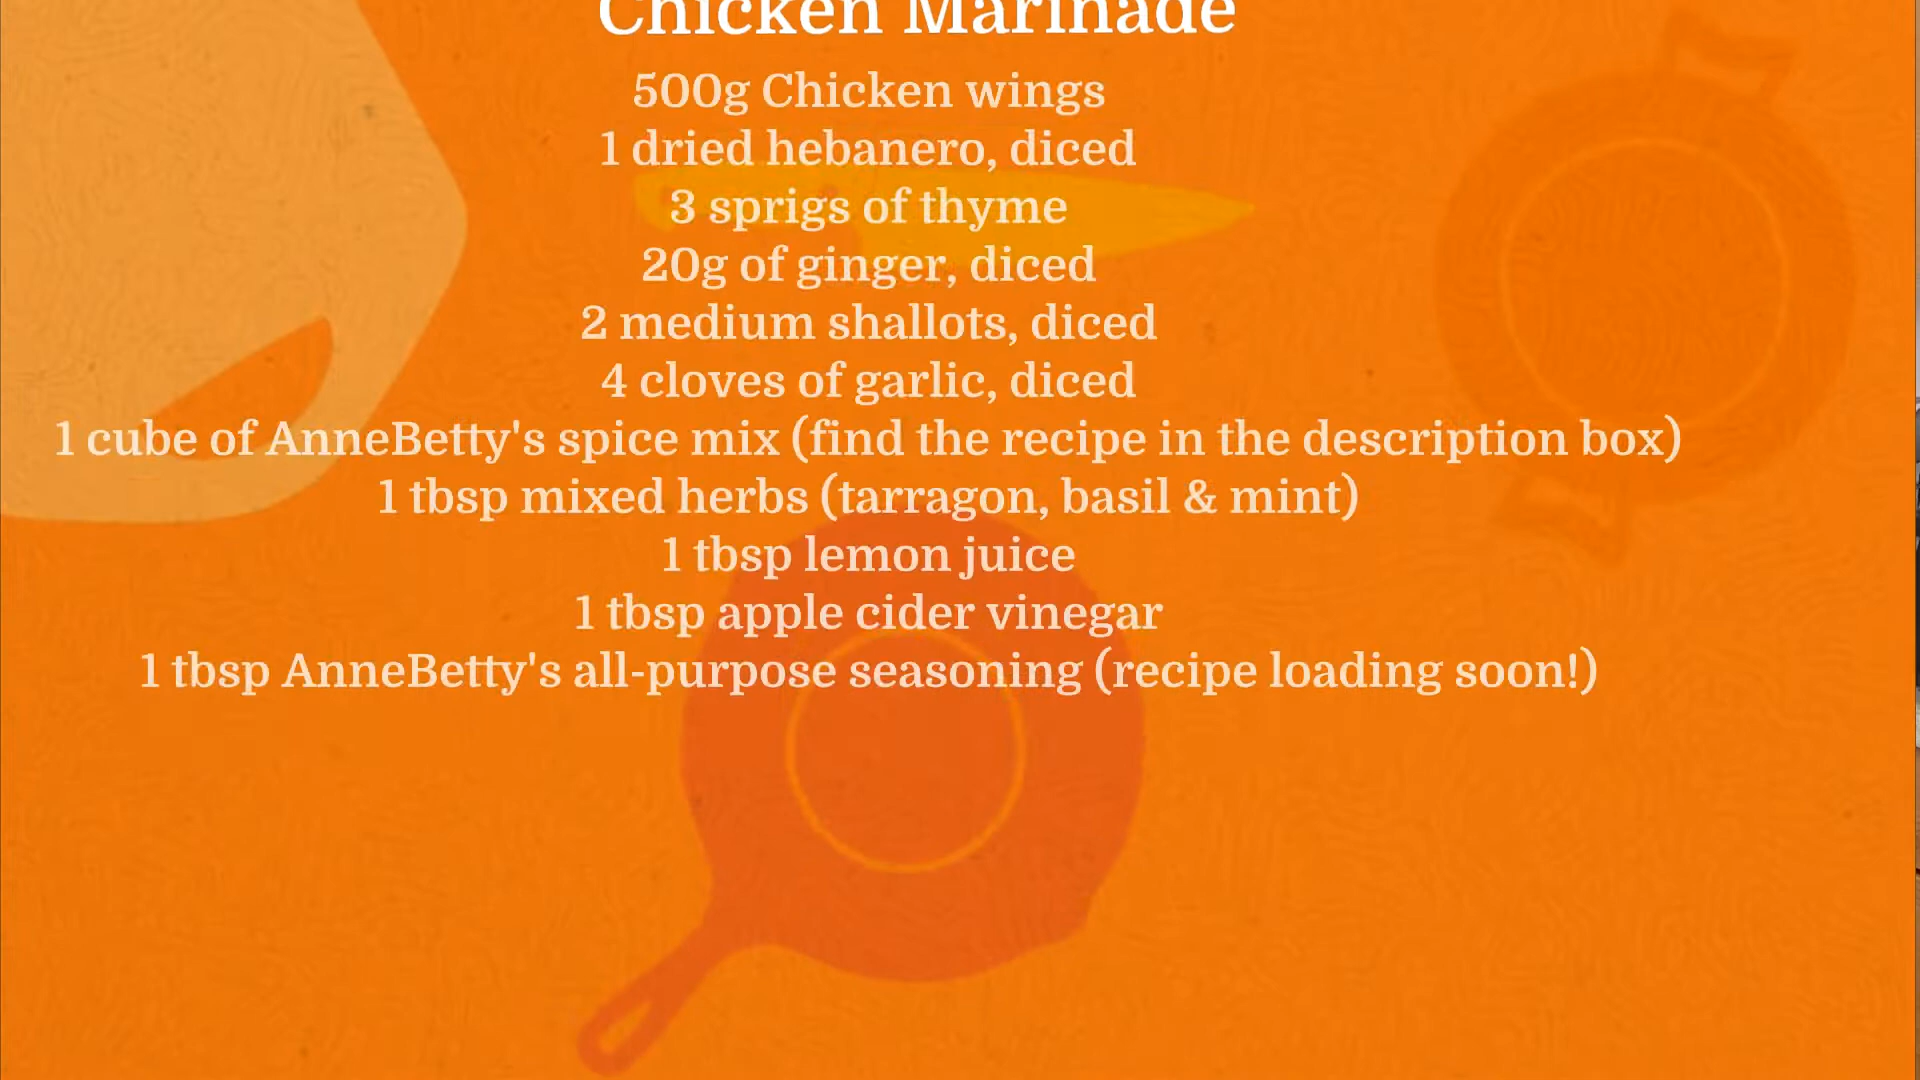 Chicken Marinade
500g Chicken wings
1 dried hebanero, diced
3 sprigs of thyme
20g of ginger, diced
2 medium shallots, diced
4 cloves of garlic, diced
1 cube of AnneBetty's spice mix (find the recipe in the description box)
1 tbsp mixed herbs (tarragon, basil & mint)
1 tbsp lemon juice
1 tbsp apple cider vinegar
1 tbsp AnneBetty's all-purpose seasoning (recipe loading soon!)